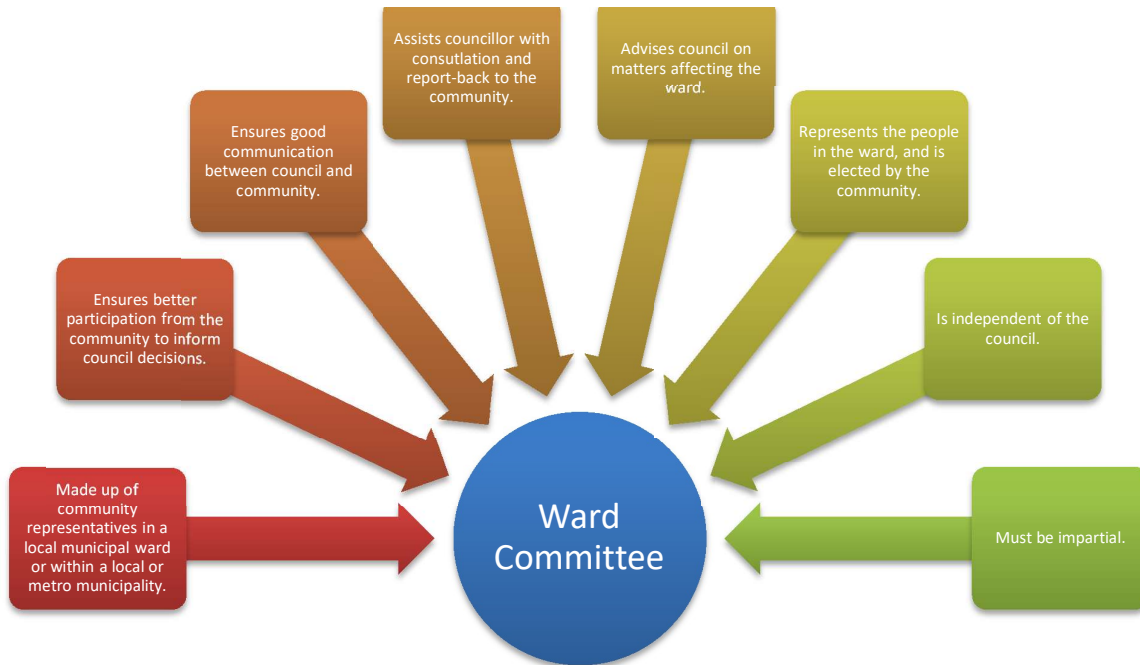 Assists councillor with
consutlation and
report-back to the
community.
Advises council on
matters affecting the
ward.
Ensures good
communication
between council and
community.
Represents the people
in the ward, and is
elected by the
community.
Ensures better
participation from the
community to inform
council decisions.
Is independent of the
council.
Made up of
community
representatives in a
local municipal ward
or within a local or
metro municipality.
Ward
Committee
Must be impartial.